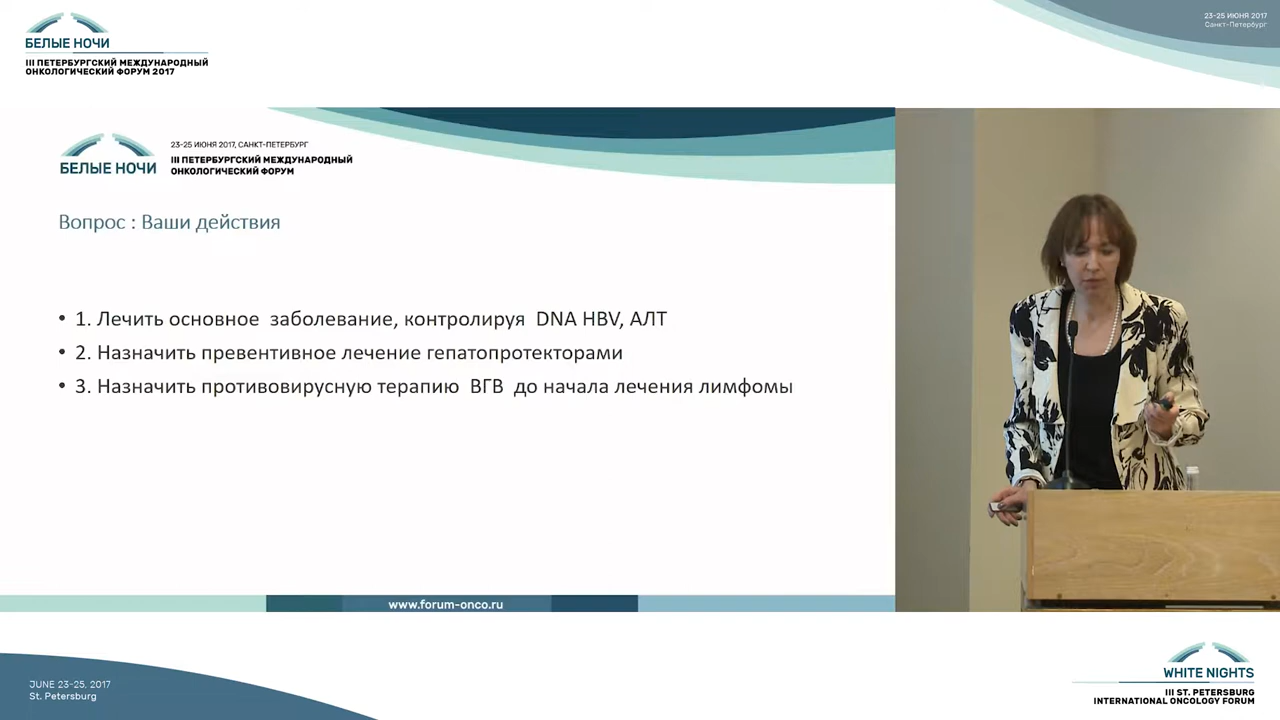 БЕЛЫЕ НОЧИ
III ПЕТЕРБУРГСКИЙ МЕЖДУНАРОДНЫЙ
ОНКОЛОГИЧЕСКИЙ ФОРУМ 2017
23-25 ИЮНЯ 2017
Санкт-Петербург
БЕЛЫЕ НОЧИ
23-25 ИЮНЯ 2017, САНКТ-ПЕТЕРБУРГ
III ПЕТЕРБУРГСКИЙ МЕЖДУНАРОДНЫЙ
ОНКОЛОГИЧЕСКИЙ ФОРУМ
Вопрос : Ваши действия
• 1. Лечить основное заболевание, контролируя DNA HBV, АЛТ
• 2. Назначить превентивное лечение гепатопротекторами
• 3. Назначить противовирусную терапию ВГВ до начала лечения лимфомы
www.forum-onco.ru
JUNE 23-25, 2017
St. Petersburg
WHITE NIGHTS
III ST. PETERSBURG
INTERNATIONAL ONCOLOGY FORUM